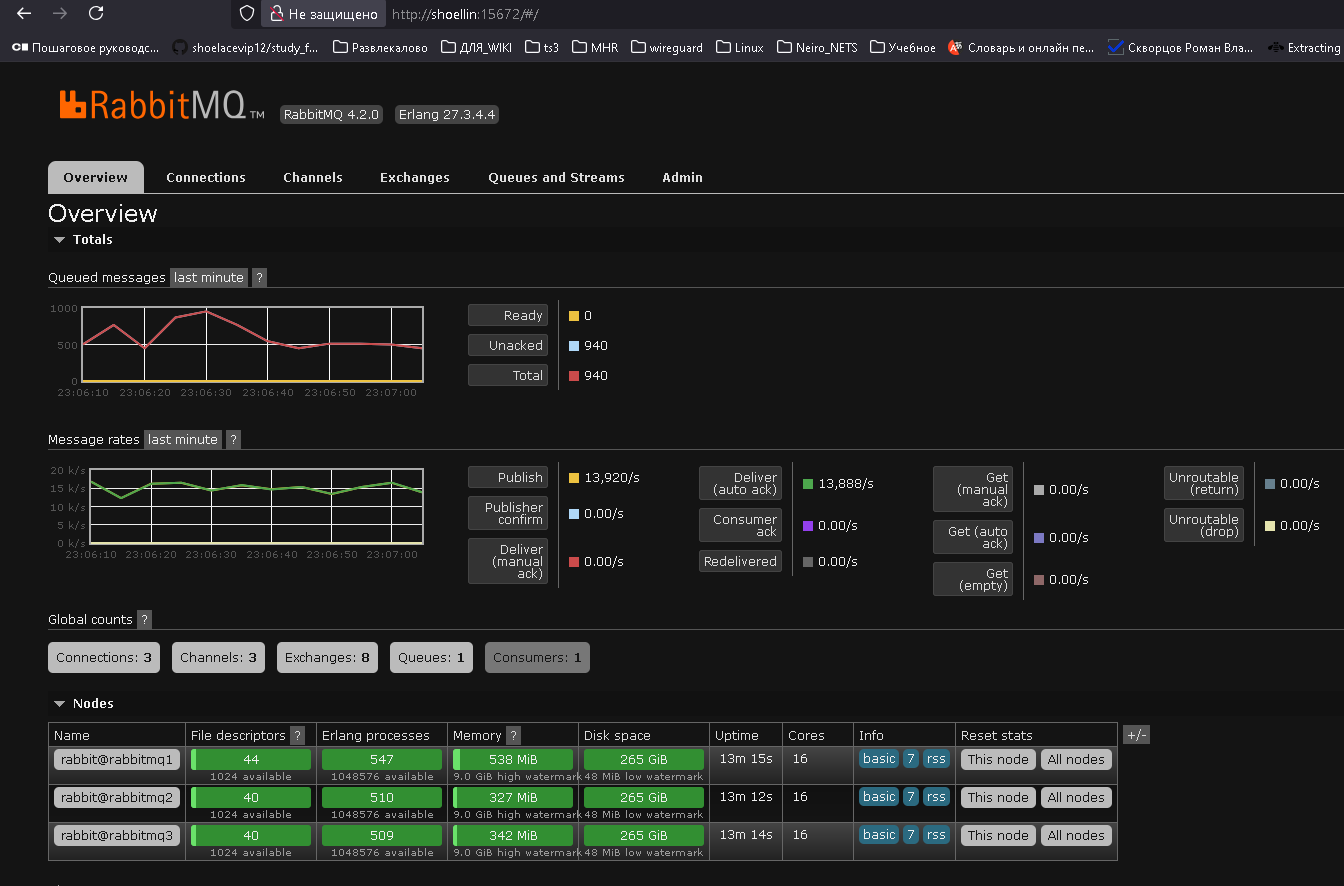 Не защищено http://shoellin:15672/#/
Пошаговое руководс... shoelacevip12/study_f... Развлекалово ДЛЯ_WIKI ts3 MHR wireguard Linux Neiro_NETS Учебное Словарь и онлайн пе... Скворцов Роман Вла... Extracting
RabbitMQ TM RabbitMQ 4.2.0 Erlang 27.3.4.4
Overview Connections Channels Exchanges Queues and Streams Admin
Overview
Totals
Queued messages last minute ?
1000
500
0
23:06:10 23:06:20 23:06:30 23:06:40 23:06:50 23:07:00
Ready 0
Unacked 940
Total 940
Message rates last minute ?
20 k/s
15 k/s
10 k/s
5 k/s
0 k/s
23:06:10 23:06:20 23:06:30 23:06:40 23:06:50 23:07:00
Publish 13,920/s
Publisher
confirm 0.00/s
Deliver
(manual
ack) 0.00/s
Deliver
(auto ack) 13,888/s
Consumer
ack 0.00/s
Redelivered 0.00/s
Get
(manual
ack) 0.00/s
Get (auto
ack) 0.00/s
Get
(empty) 0.00/s
Unroutable
(return) 0.00/s
Unroutable
(drop) 0.00/s
Global counts ?
Connections: 3 Channels: 3 Exchanges: 8 Queues: 1 Consumers: 1
Nodes
Name File descriptors ? Erlang processes Memory ? Disk space Uptime Cores Info Reset stats +/-
rabbit@rabbitmq1 44 547 538 MiB 265 GiB 13m 15s 16 basic 7 rss This node All nodes
1024 available 1048576 available 9.0 GiB high watermark 48 MiB low watermark
rabbit@rabbitmq2 40 510 327 MiB 265 GiB 13m 12s 16 basic 7 rss This node All nodes
1024 available 1048576 available 9.0 GiB high watermark 48 MiB low watermark
rabbit@rabbitmq3 40 509 342 MiB 265 GiB 13m 14s 16 basic 7 rss This node All nodes
1024 available 1048576 available 9.0 GiB high watermark 48 MiB low watermark